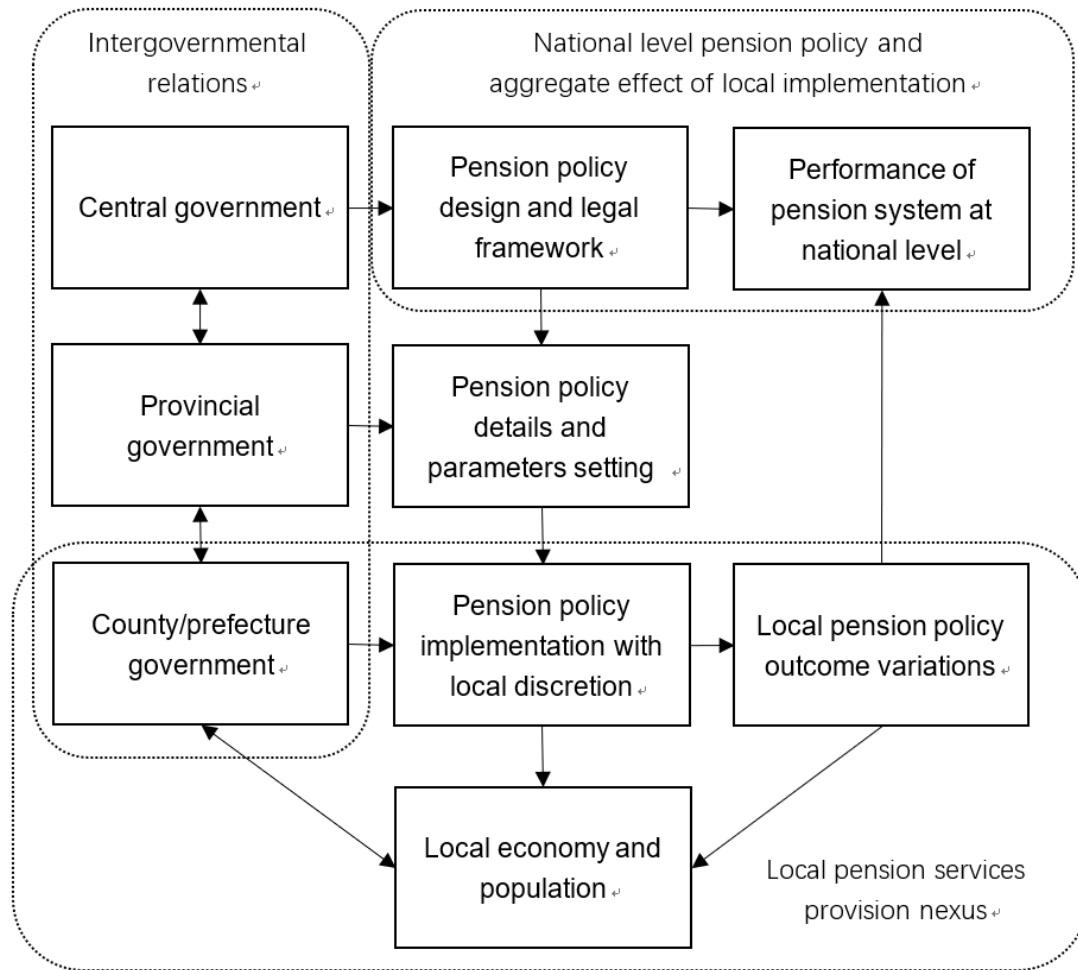 Intergovernmental
relations
National level pension policy and
aggregate effect of local implementation
Central government
Pension policy
design and legal
framework
Performance of
pension system at
national level
Provincial
government
Pension policy
details and
parameters setting
County/prefecture
government
Pension policy
implementation with
local discretion
Local pension policy
outcome variations
Local economy and
population
Local pension services
provision nexus